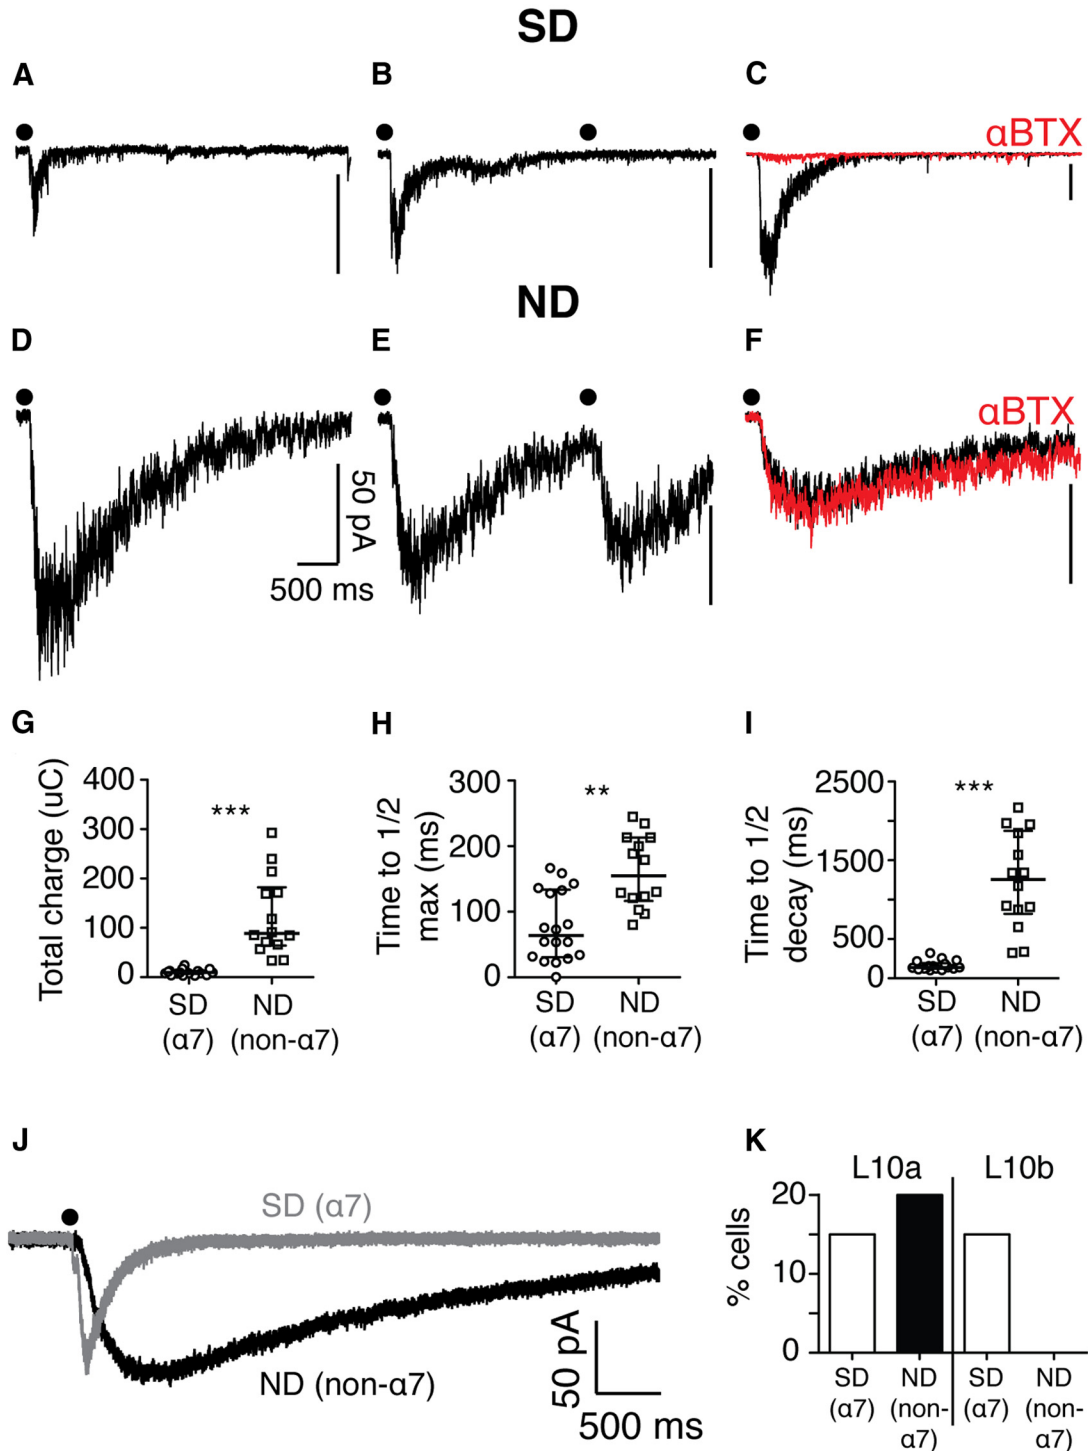 SD
A
B
C
αBTX
ND
D
E
F
αBTX
50 pA
500 ms
G
H
I
Total charge (uC)
400
300
200
100
0
***
SD
(α7)
ND
(non-α7)
Time to 1/2
max (ms)
300
200
100
0
**
SD
(α7)
ND
(non-α7)
Time to 1/2
decay (ms)
2500
1500
500
0
***
SD
(α7)
ND
(non-α7)
J
SD (α7)
ND (non-α7)
50 pA
500 ms
K
L10a
L10b
% cells
20
10
0
SD
(α7)
ND
(non-
α7)
SD
(α7)
ND
(non-
α7)